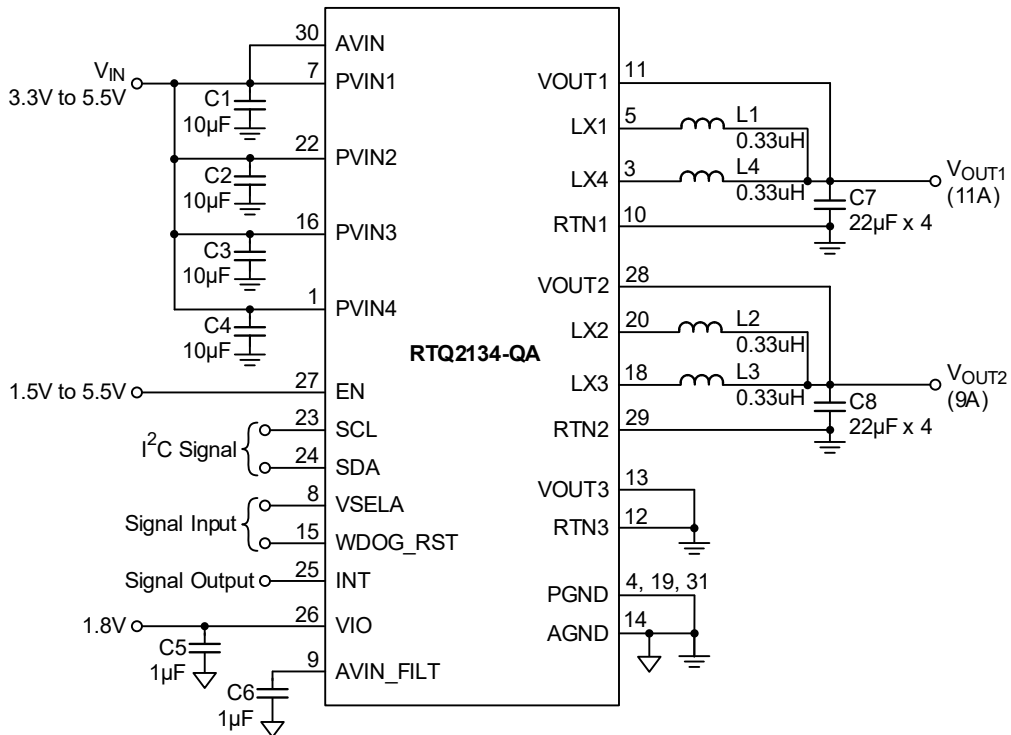 30
AVIN
V_IN
3.3V to 5.5V
7
PVIN1
C1
10µF
22
PVIN2
C2
10µF
16
PVIN3
C3
10µF
1
PVIN4
C4
10µF
1.5V to 5.5V
27
EN
I²C Signal
23
SCL
24
SDA
Signal Input
8
VSELA
15
WDOG_RST
Signal Output
25
INT
1.8V
26
VIO
C5
1µF
9
AVIN_FILT
C6
1µF
RTQ2134-QA
VOUT1
11
LX1
5
L1
0.33uH
LX4
3
L4
0.33uH
V_OUT1
(11A)
C7
22µF x 4
RTN1
10
VOUT2
28
LX2
20
L2
0.33uH
LX3
18
L3
0.33uH
V_OUT2
(9A)
C8
22µF x 4
RTN2
29
VOUT3
13
RTN3
12
PGND
4, 19, 31
AGND
14